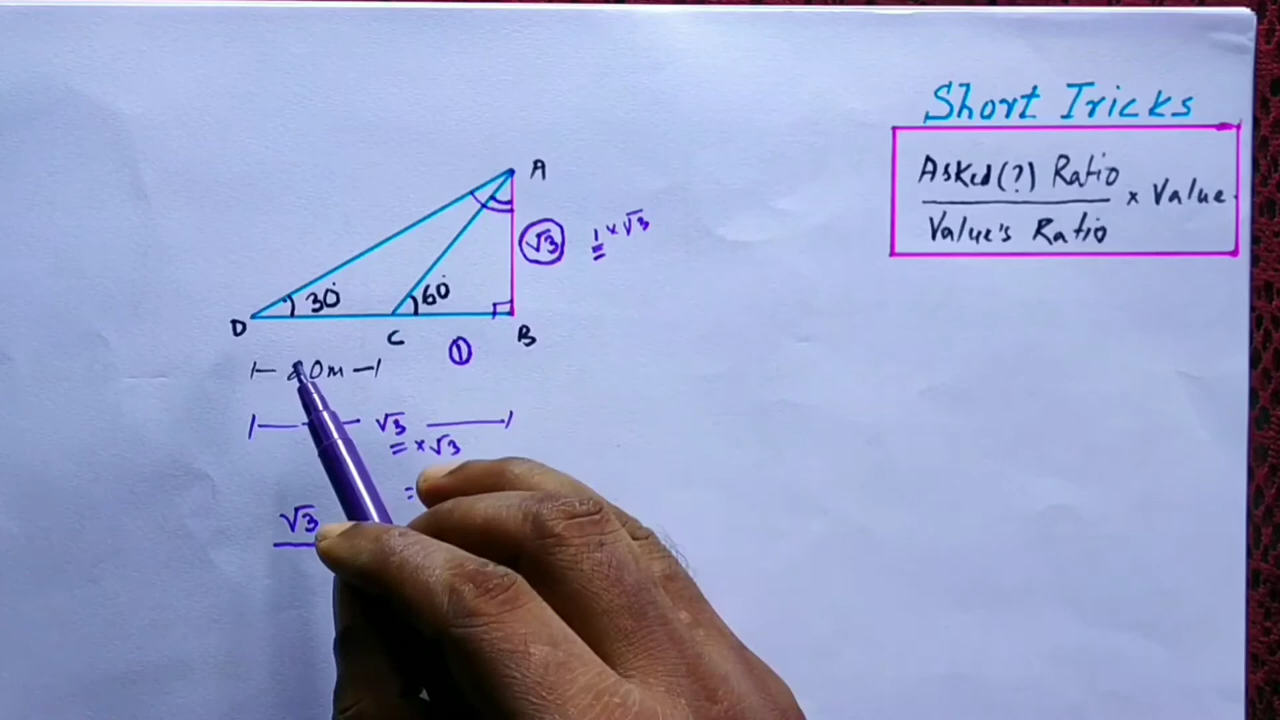 Short Tricks
Asked(?) Ratio
Value's Ratio
× Value.
A
√3
1 × √3
30°
60°
D
C
B
1
0m
√3
= × √3
=
√3